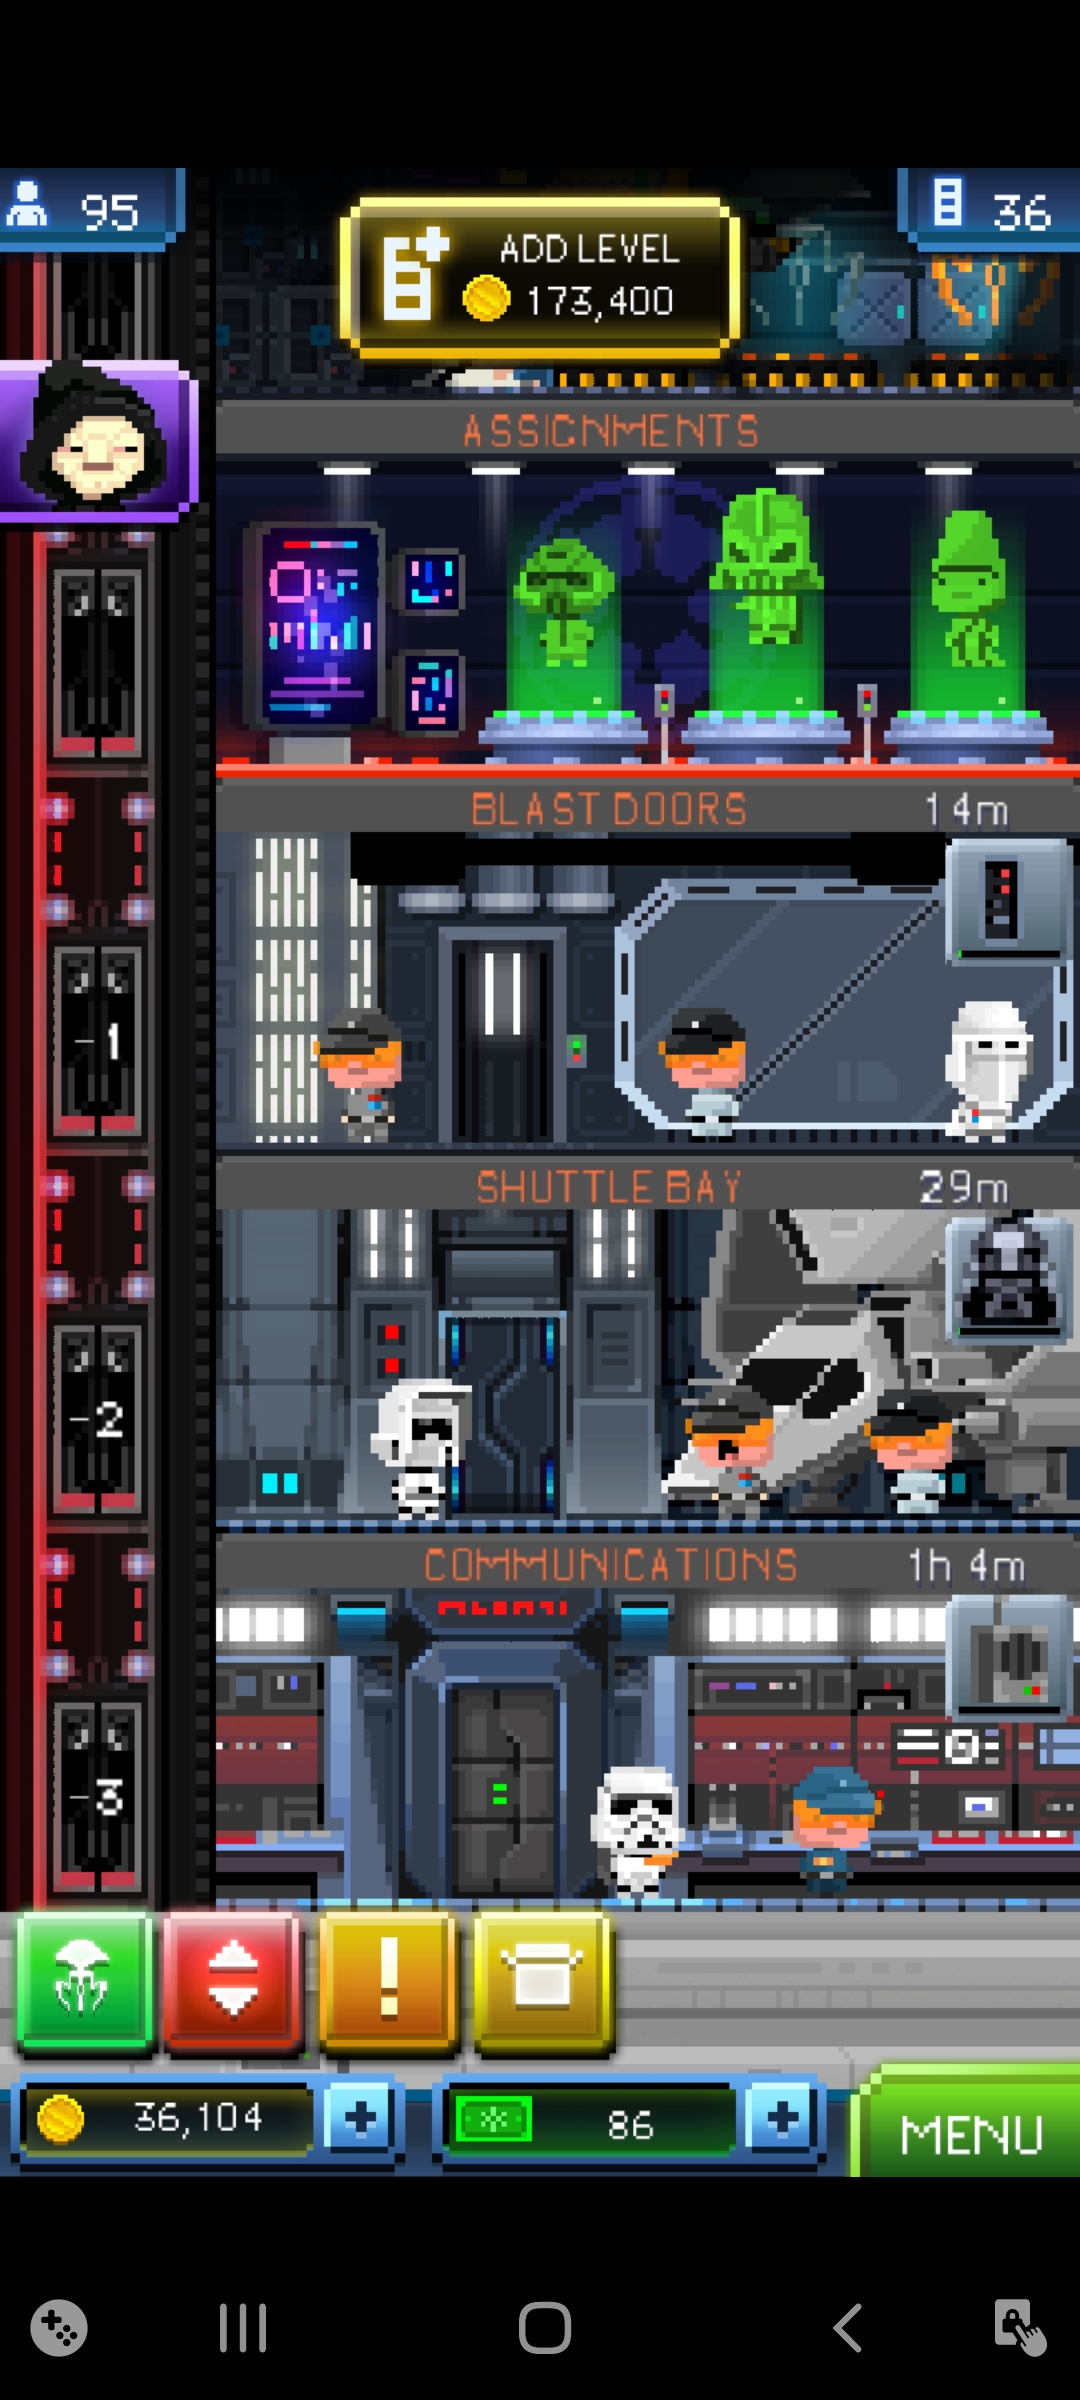 95
ADD LEVEL
173,400
36
ASSIGNMENTS
BLAST DOORS 14m
-1
SHUTTLE BAY 29m
-2
COMMUNICATIONS 1h 4m
-3
!
36,104
86
MENU